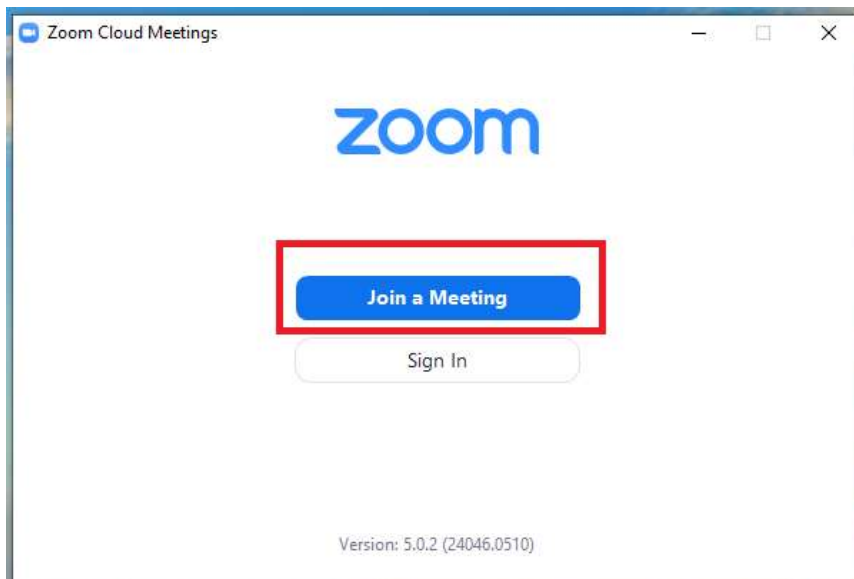 Zoom Cloud Meetings
zoom
Join a Meeting
Sign In
Version: 5.0.2 (24046.0510)